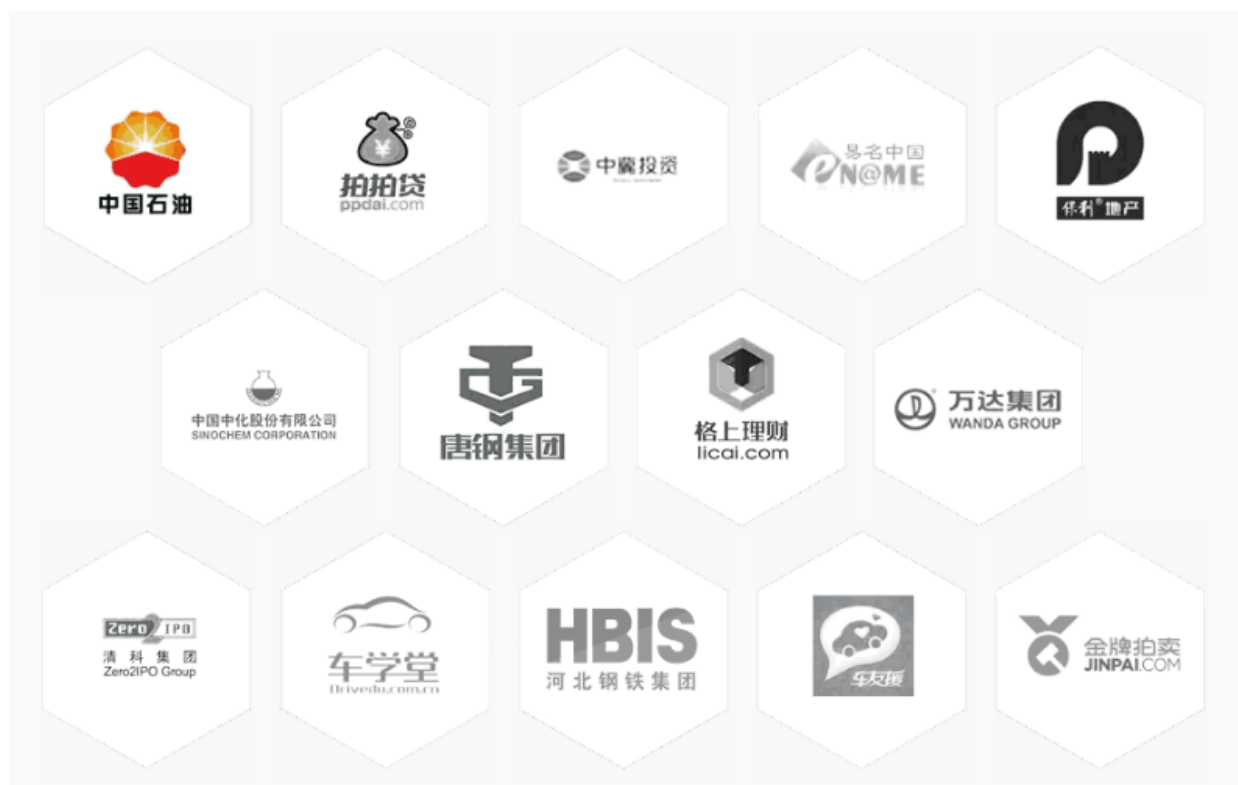 中国石油
¥
拍拍贷
ppdai.com
中冀投资
易名中国
eN@ME
保利®地产
中国中化股份有限公司
SINOCHEM CORPORATION
唐钢集团
格上理财
licai.com
万达集团
WANDA GROUP
Zero2IPO
清科集团
Zero2IPO Group
车学堂
Drivedu.com.cn
HBIS
河北钢铁集团
车友援
金牌拍卖
JINPAI.COM